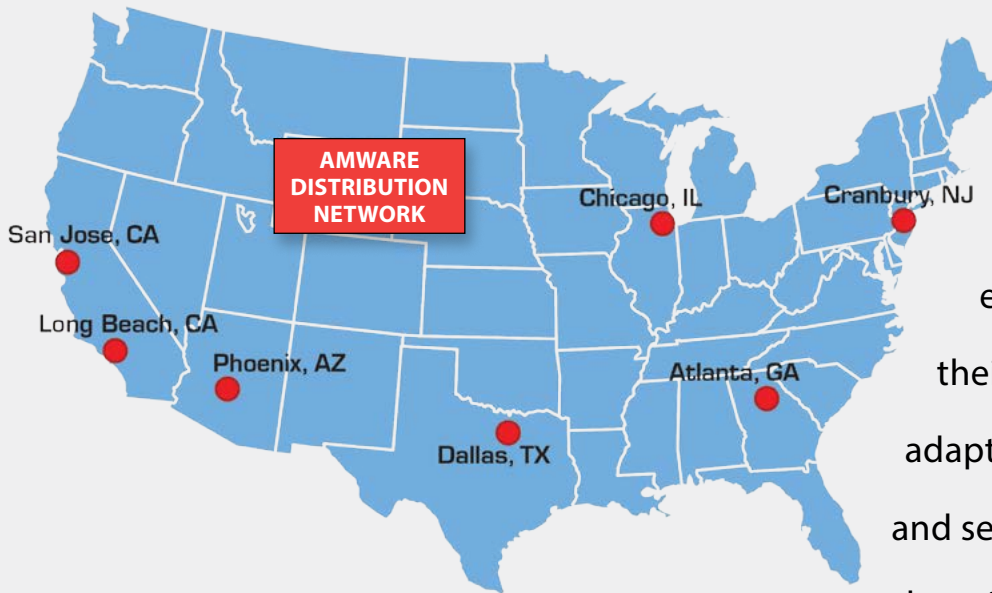 AMWARE
DISTRIBUTION
NETWORK
Chicago, IL
Cranbury, NJ
San Jose, CA
Long Beach, CA
Phoenix, AZ
Atlanta, GA
Dallas, TX
adapt
and se